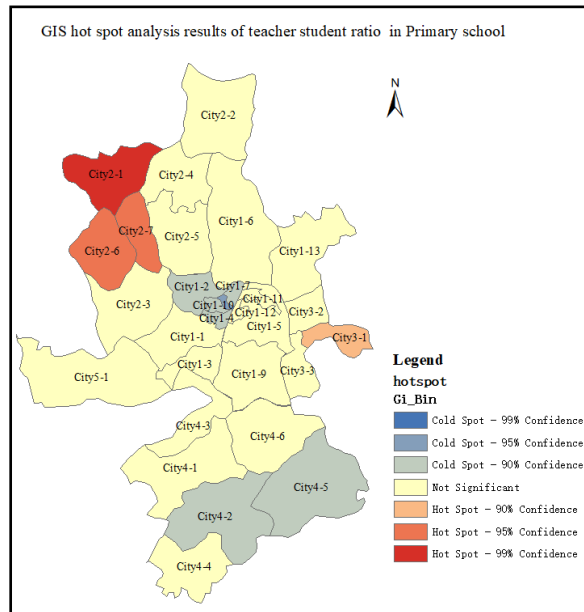 GIS hot spot analysis results of teacher student ratio in Primary school
N
City2-2
City2-1
City2-4
City1-6
City2-7
City2-6
City2-5
City1-13
City1-2
City1-7
City2-3
City1-10
City1-11
City3-2
City1-4
City1-12
City1-5
City1-1
City3-1
City1-3
City5-1
City1-9
City3-3
City4-3
City4-6
City4-1
City4-5
City4-2
City4-4
Legend
hotspot
Gi_Bin
Cold Spot - 99% Confidence
Cold Spot - 95% Confidence
Cold Spot - 90% Confidence
Not Significant
Hot Spot - 90% Confidence
Hot Spot - 95% Confidence
Hot Spot - 99% Confidence